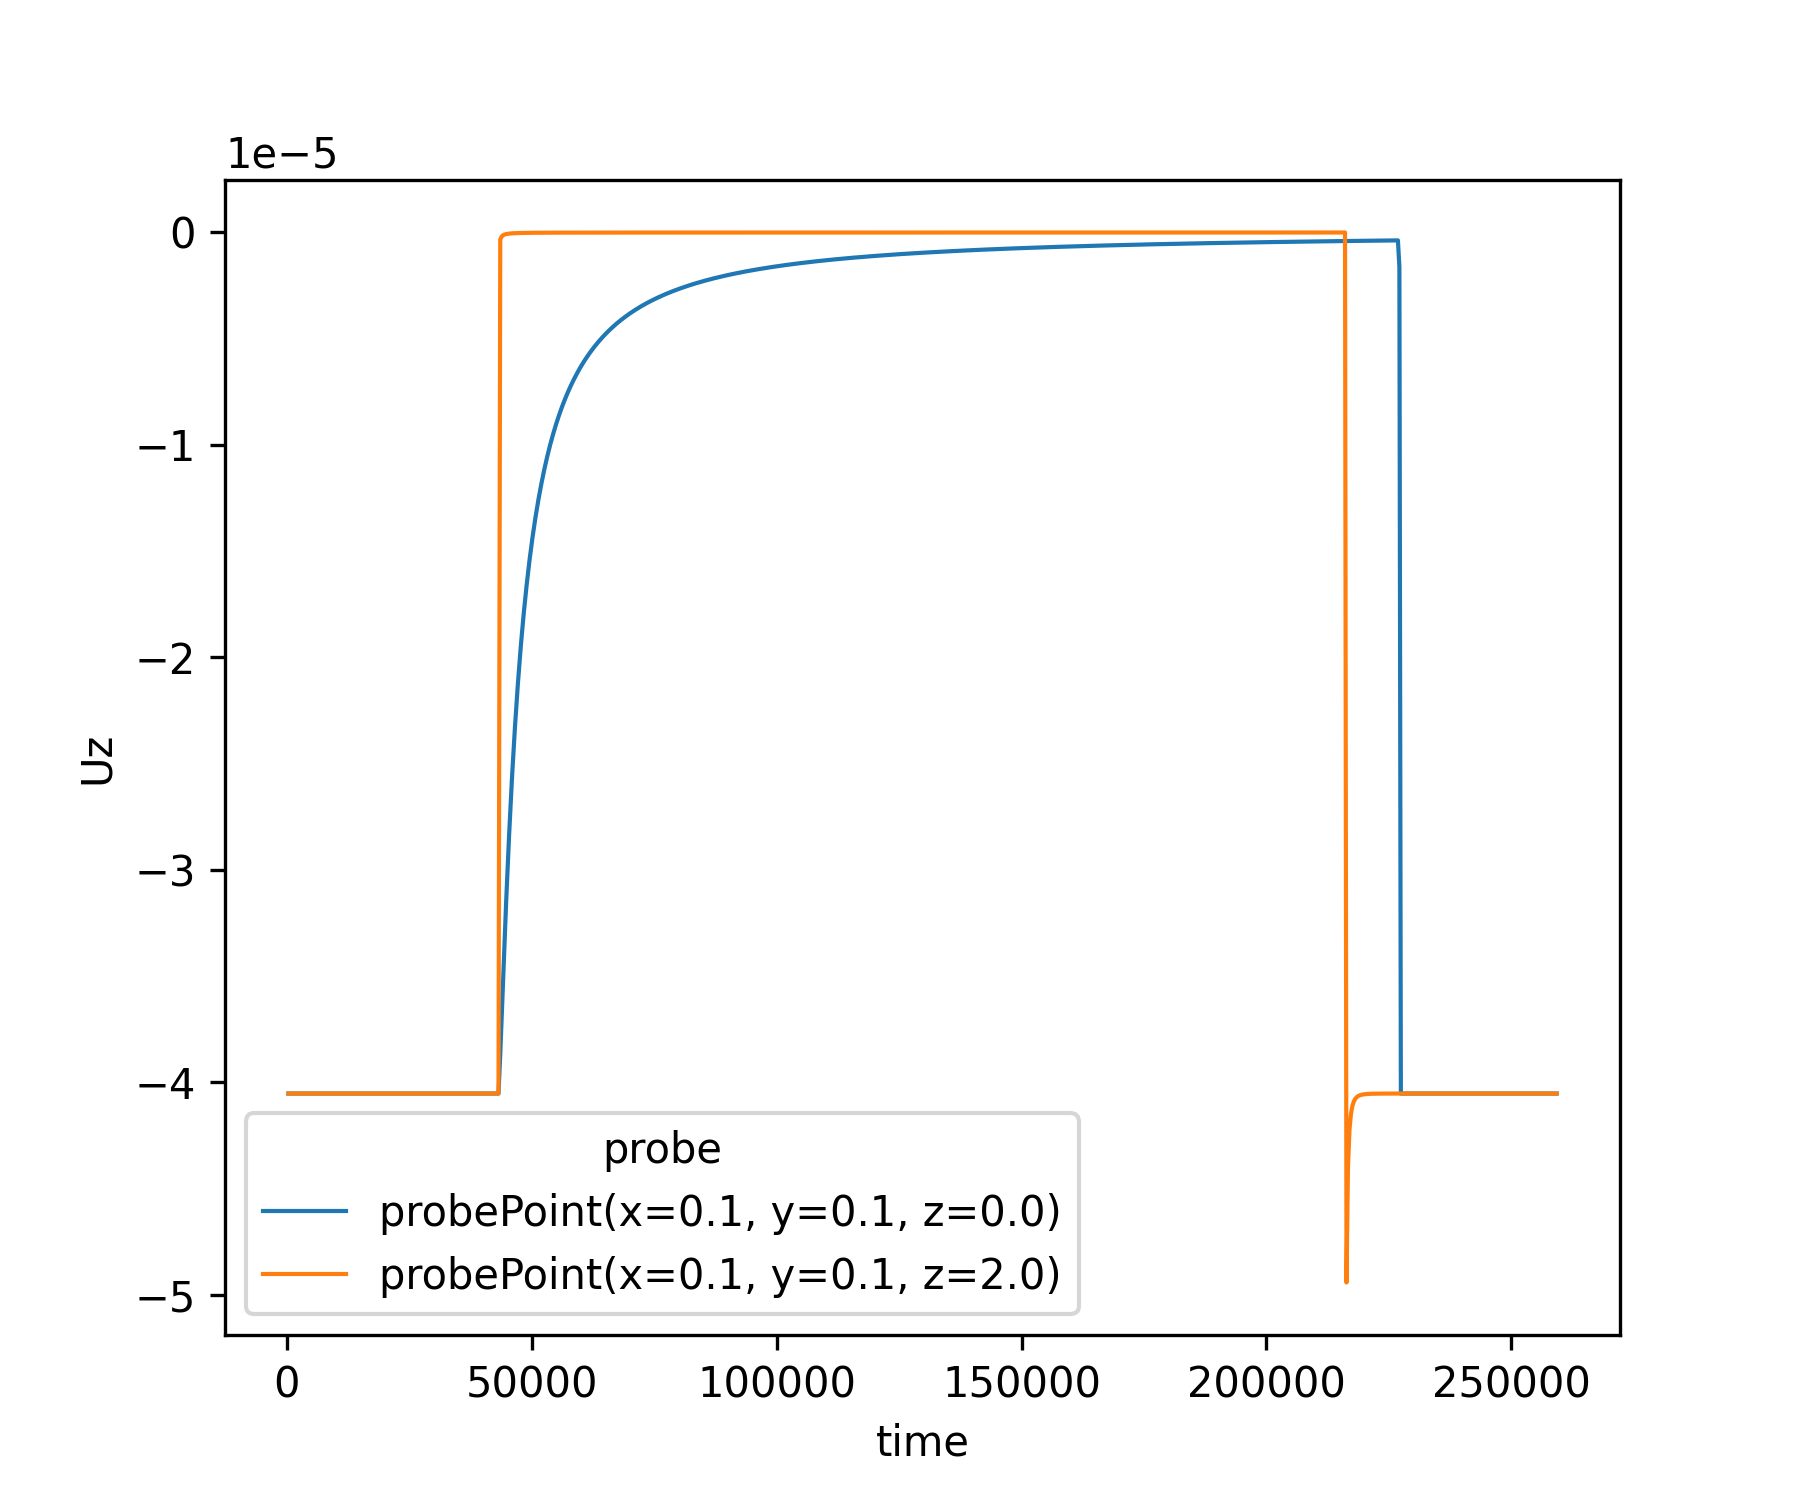 1e−5
0
−1
−2
−3
−4
−5
Uz
probe
probePoint(x=0.1, y=0.1, z=0.0)
probePoint(x=0.1, y=0.1, z=2.0)
0 50000 100000 150000 200000 250000
time